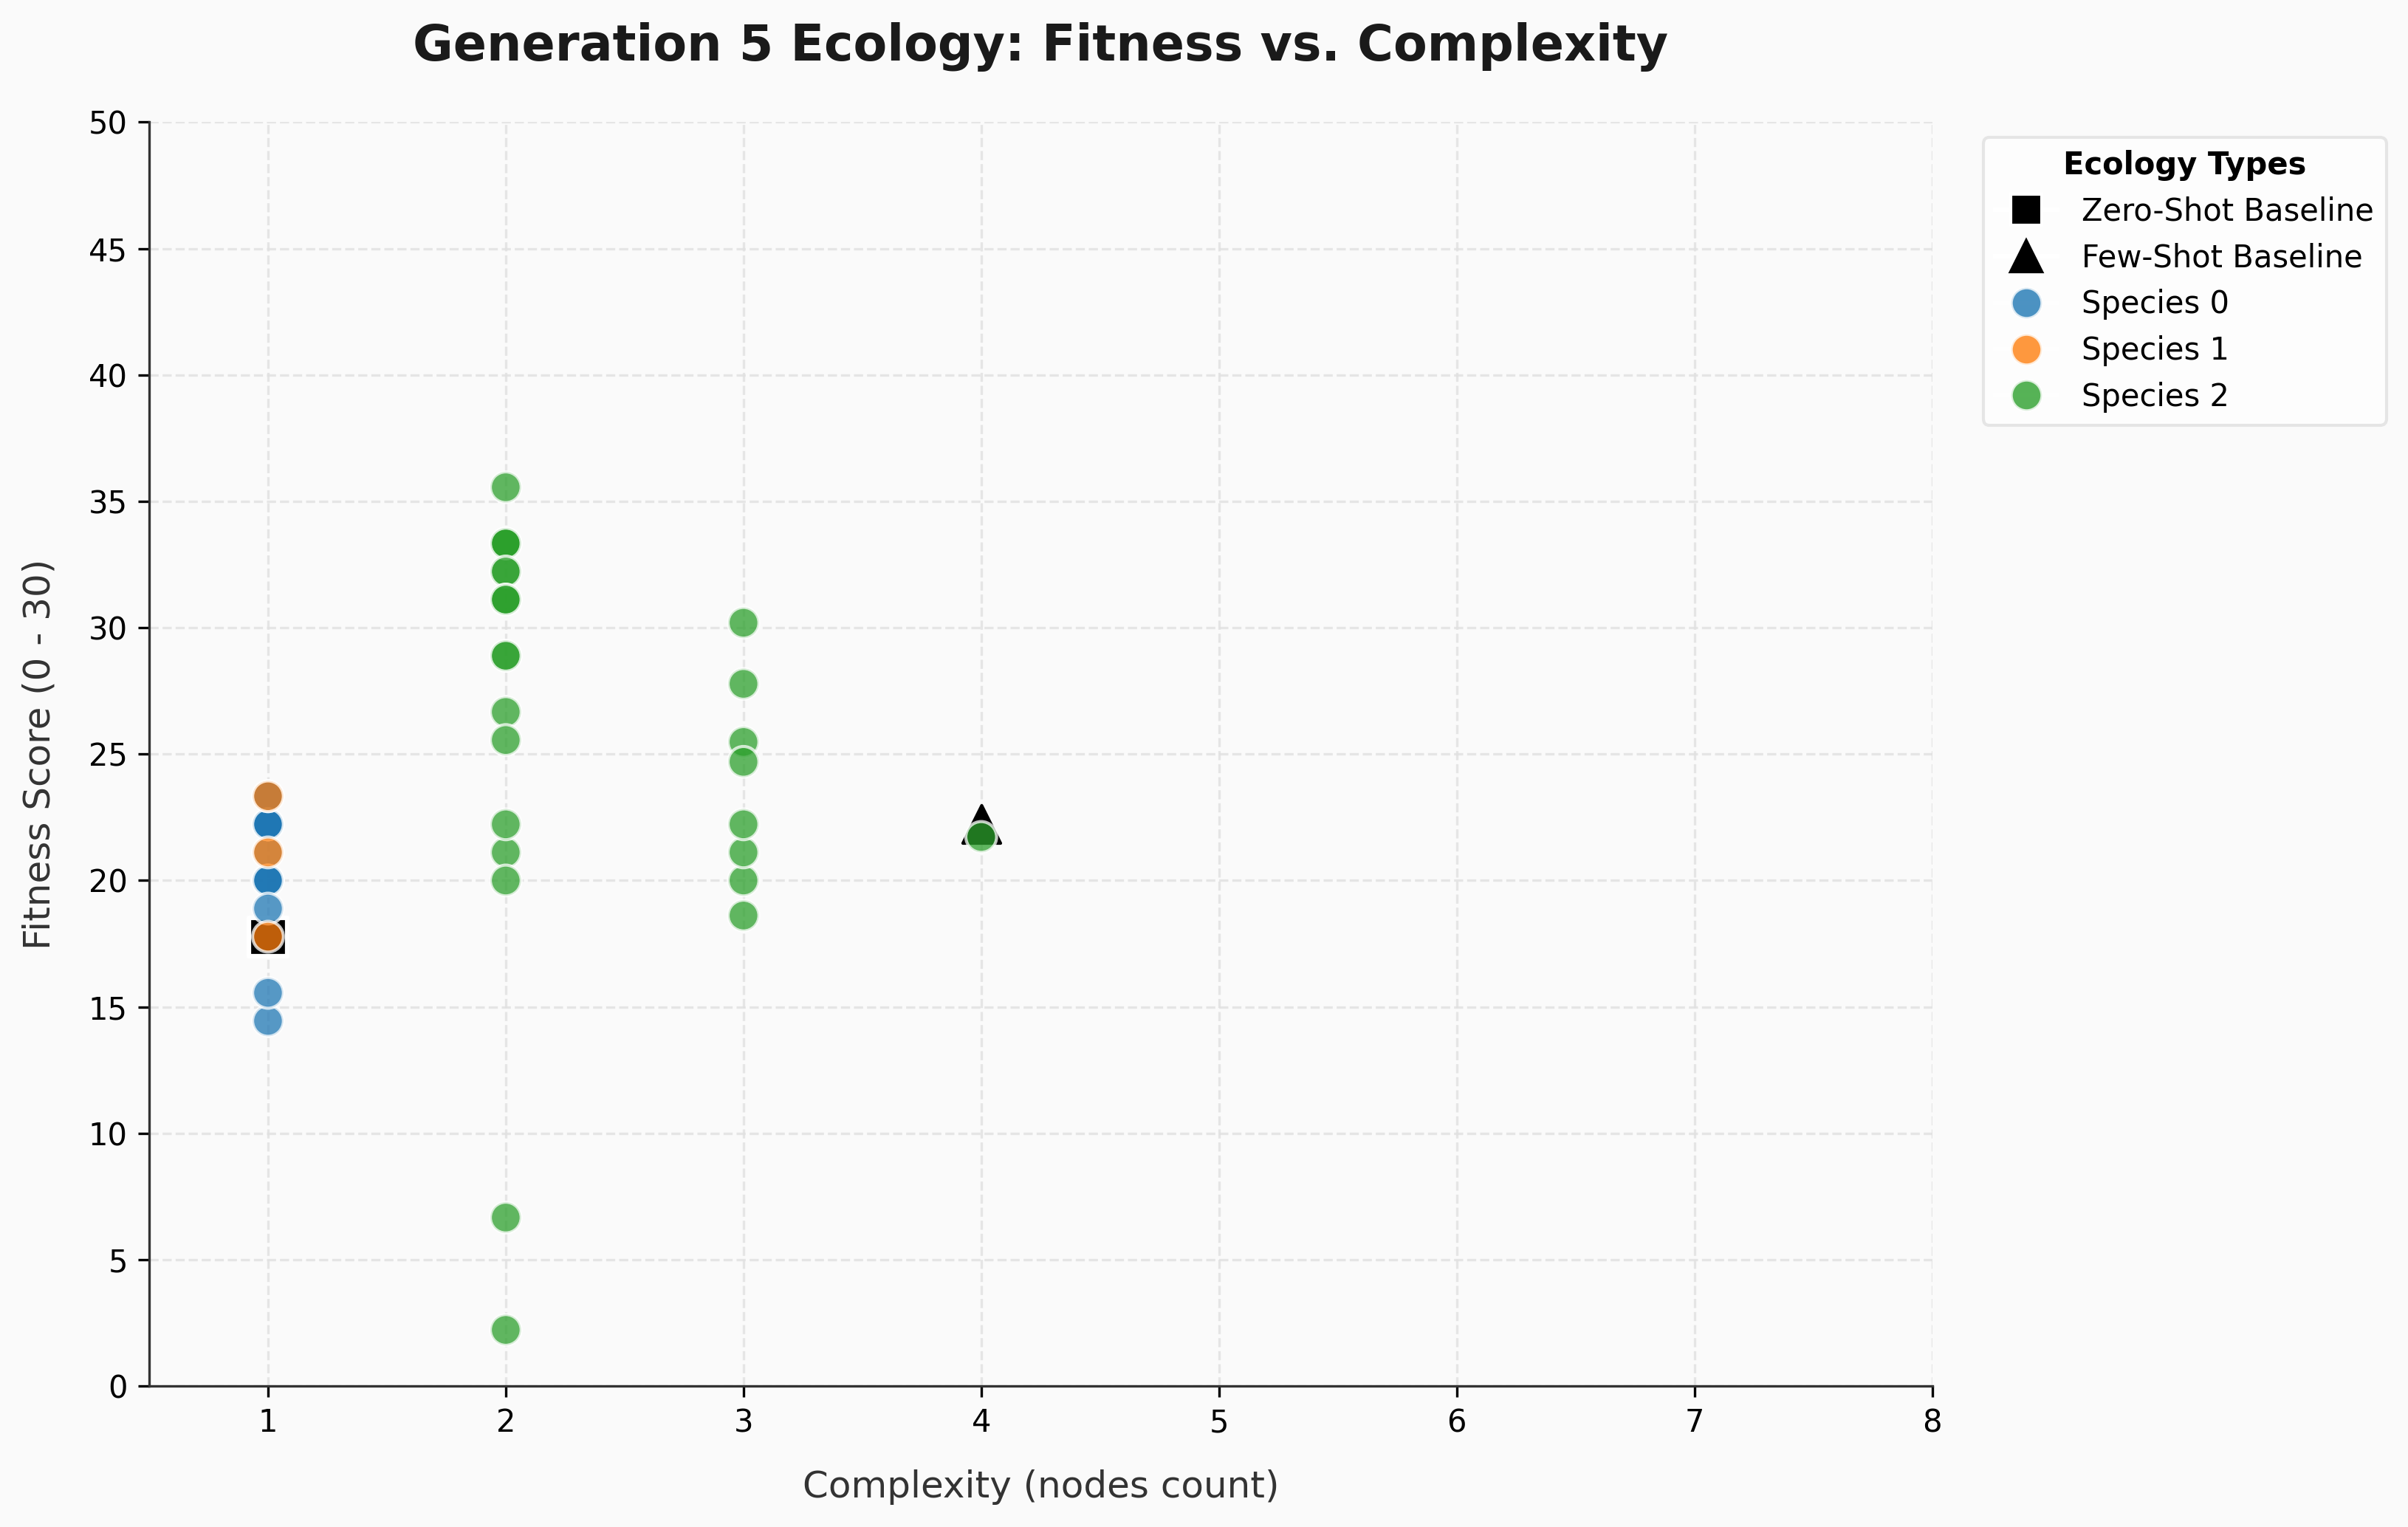 Generation 5 Ecology: Fitness vs. Complexity
50
45
40
35
30
25
20
15
10
5
0
Fitness Score (0 - 30)
1 2 3 4 5 6 7 8
Complexity (nodes count)
Ecology Types
Zero-Shot Baseline
Few-Shot Baseline
Species 0
Species 1
Species 2